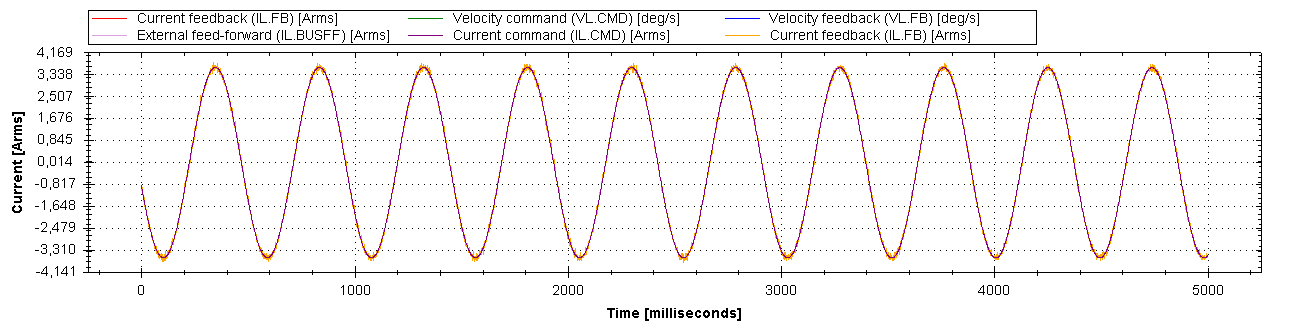 Current feedback (IL.FB) [Arms] Velocity command (VL.CMD) [deg/s] Velocity feedback (VL.FB) [deg/s]
External feed-forward (IL.BUSFF) [Arms] Current command (IL.CMD) [Arms] Current feedback (IL.FB) [Arms]
4,169
3,338
2,507
1,676
0,845
0,014
-0,817
-1,648
-2,479
-3,310
-4,141
Current [Arms]
0 1000 2000 3000 4000 5000
Time [milliseconds]